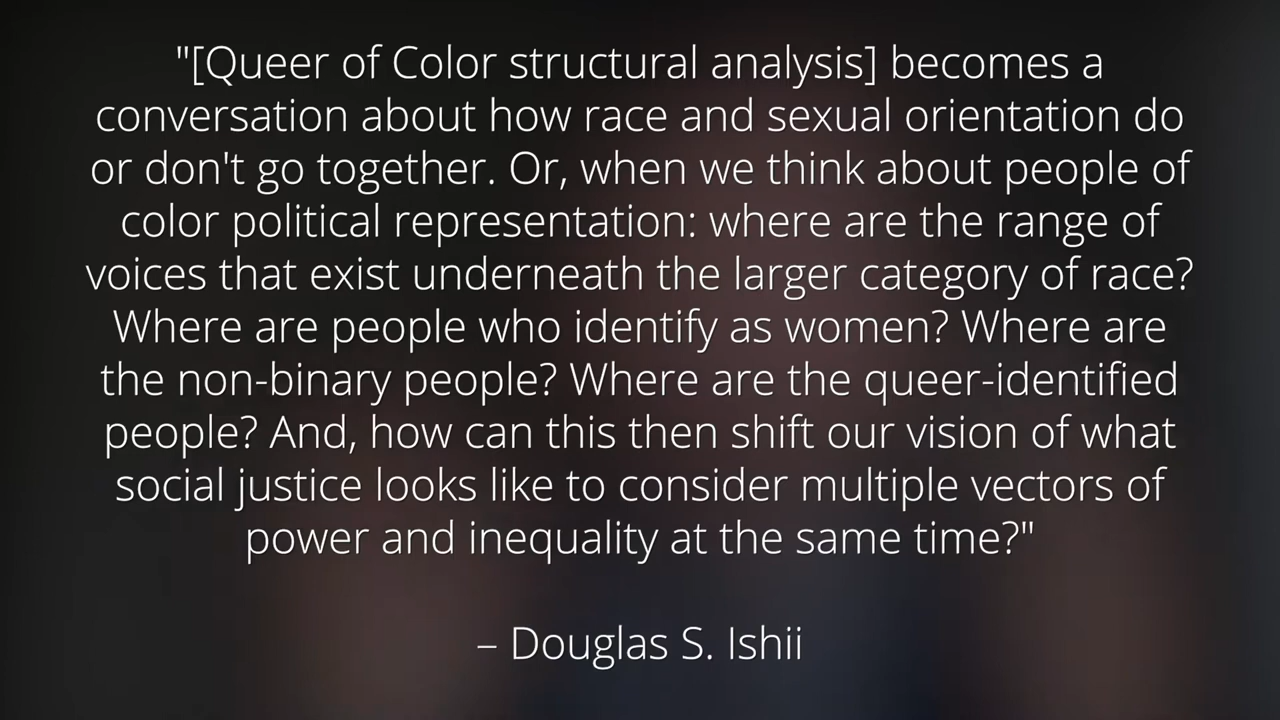 "[Queer of Color structural analysis] becomes a
conversation about how race and sexual orientation do
or don't go together. Or, when we think about people of
color political representation: where are the range of
voices that exist underneath the larger category of race?
Where are people who identify as women? Where are
the non-binary people? Where are the queer-identified
people? And, how can this then shift our vision of what
social justice looks like to consider multiple vectors of
power and inequality at the same time?"
– Douglas S. Ishii